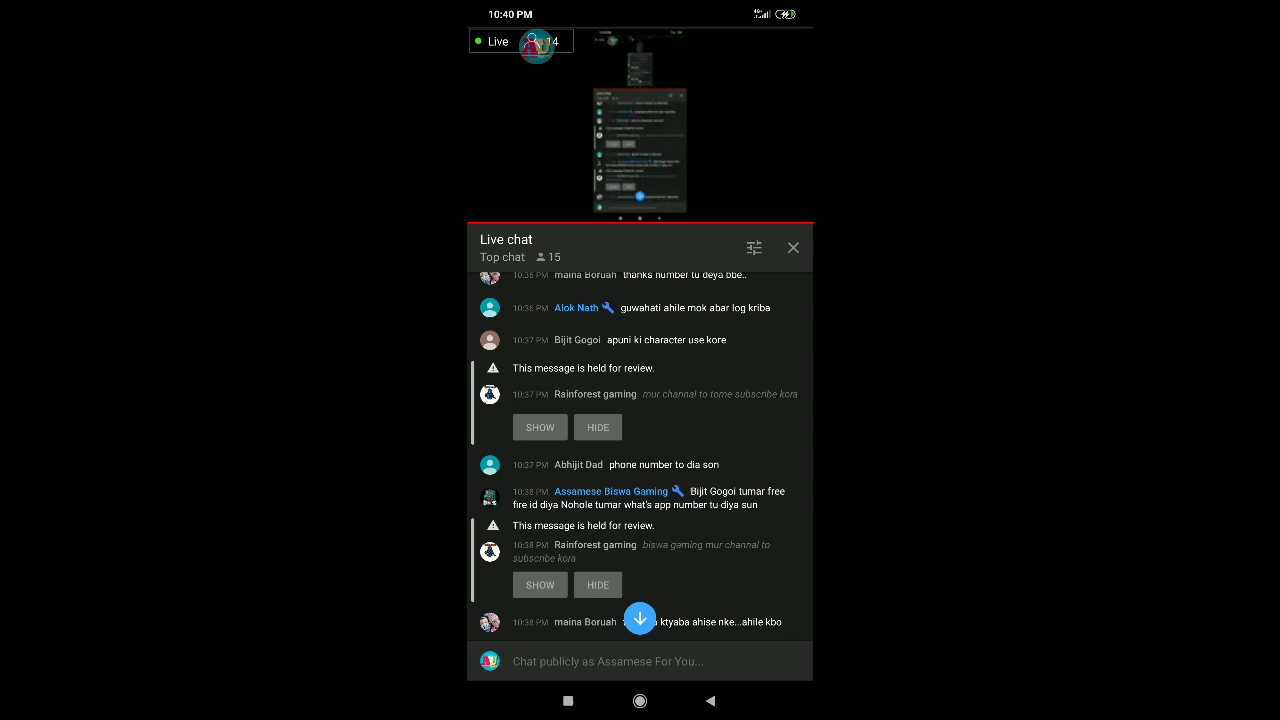 10:40 PM
Live 14
Live chat
Top chat 15
10:36 PM maina Boruah thanks number tu deya bbe..
10:36 PM Alok Nath guwahati ahile mok abar log kriba
10:37 PM Bijit Gogoi apuni ki character use kore
This message is held for review.
10:37 PM Rainforest gaming mur channal to tome subscribe kora
SHOW HIDE
10:37 PM Abhijit Dad phone number to dia son
10:38 PM Assamese Biswa Gaming Bijit Gogoi tumar free
fire id diya Nohole tumar what's app number tu diya sun
This message is held for review.
10:38 PM Rainforest gaming biswa gaming mur channal to
subscribe kora
SHOW HIDE
10:38 PM maina Boruah ktyaba ahise nke...ahile kbo
Chat publicly as Assamese For You...